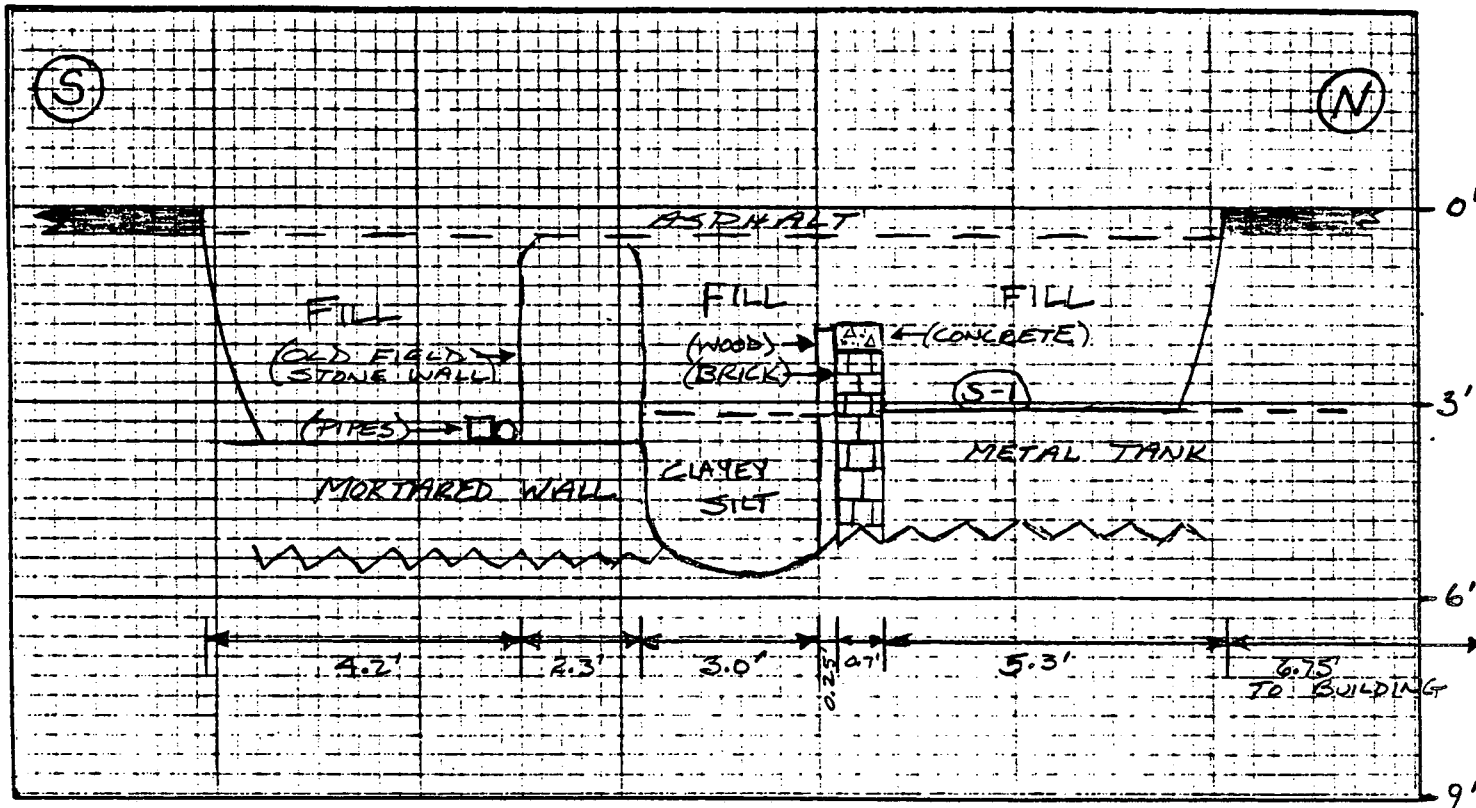 S
N
0'
ASPHALT
FILL
FILL
FILL
(OLD FIELD
STONE WALL)
(WOOD)
(BRICK)
(CONCRETE)
S-1
3'
(PIPES)
METAL TANK
MORTARED WALL
CLAYEY
SILT
6'
4.2'
2.3'
3.0'
0.25'
0.7'
5.3'
6.75'
TO BUILDING
9'